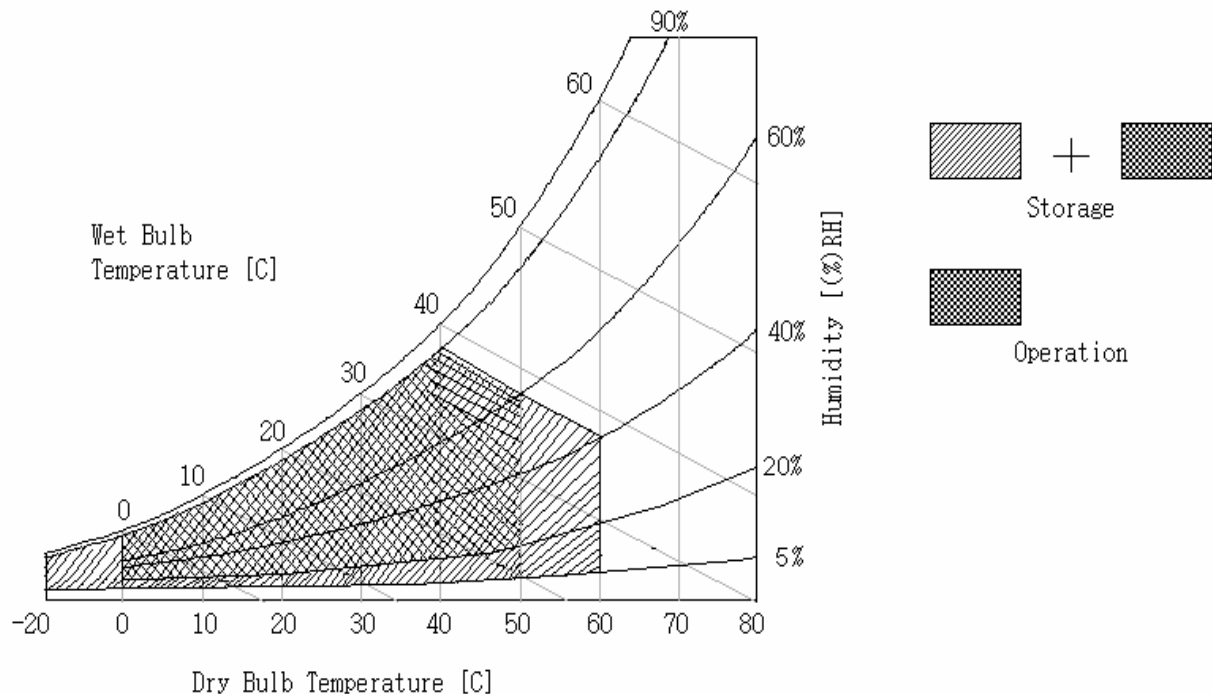 90%
60
60%
50
Wet Bulb
Temperature [C]
Storage
40
Humidity [(%)RH]
40%
Operation
30
20
20%
10
0
5%
-20 0 10 20 30 40 50 60 70 80
Dry Bulb Temperature [C]